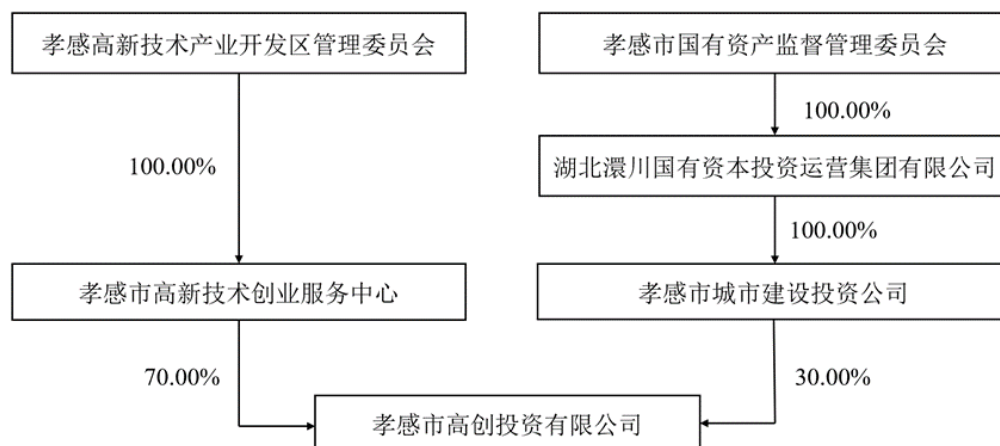 孝感高新技术产业开发区管理委员会
孝感市国有资产监督管理委员会
100.00%
100.00%
湖北澴川国有资本投资运营集团有限公司
100.00%
孝感市高新技术创业服务中心
孝感市城市建设投资公司
70.00%
30.00%
孝感市高创投资有限公司